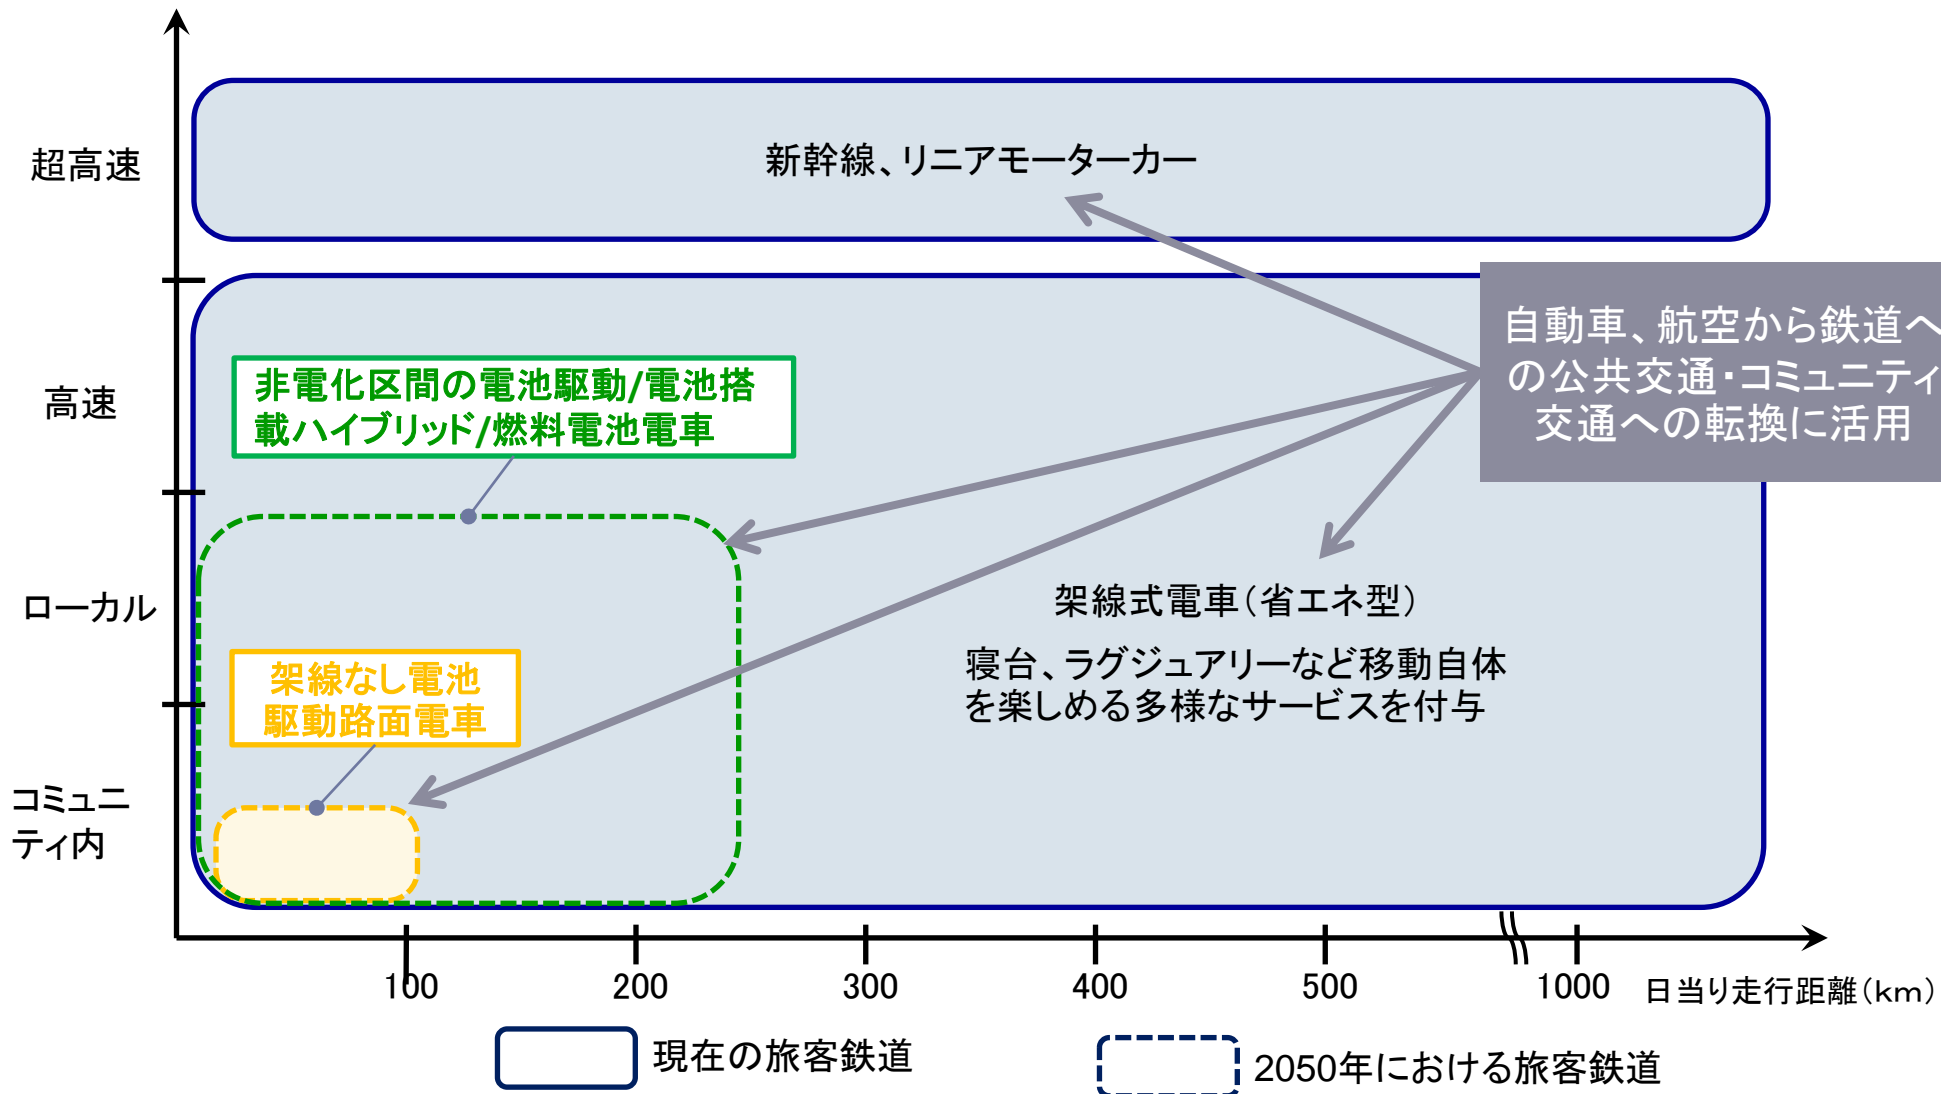 超高速
新幹線、リニアモーターカー
自動車、航空から鉄道へ
の公共交通・コミュニティ
交通への転換に活用
高速
非電化区間の電池駆動/電池搭
載ハイブリッド/燃料電池電車
ローカル
架線式電車（省エネ型）
寝台、ラグジュアリーなど移動自体
を楽しめる多様なサービスを付与
架線なし電池
駆動路面電車
コミュニ
ティ内
100 200 300 400 500 1000 日当り走行距離（km）
現在の旅客鉄道
2050年における旅客鉄道